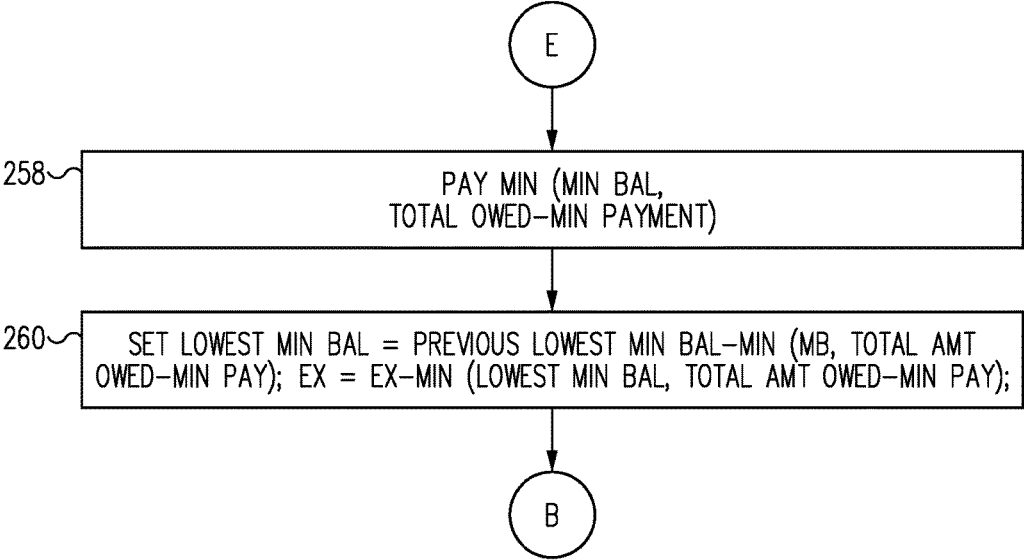 E
258
PAY MIN (MIN BAL,
TOTAL OWED-MIN PAYMENT)
260
SET LOWEST MIN BAL = PREVIOUS LOWEST MIN BAL-MIN (MB, TOTAL AMT
OWED-MIN PAY); EX = EX-MIN (LOWEST MIN BAL, TOTAL AMT OWED-MIN PAY);
B